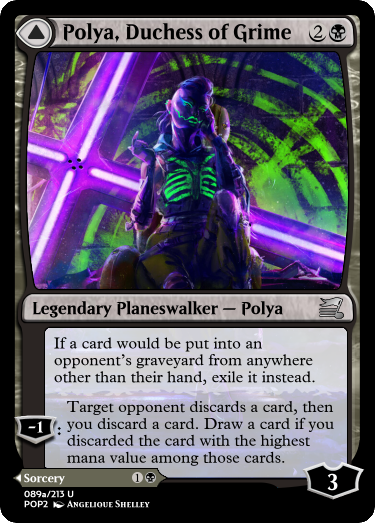 Polya, Duchess of Grime 2
Legendary Planeswalker — Polya
If a card would be put into an
opponent's graveyard from anywhere
other than their hand, exile it instead.
-1: Target opponent discards a card, then
you discard a card. Draw a card if you
discarded the card with the highest
mana value among those cards.
Sorcery 1
3
089a/213 U
POP2 Angelique Shelley